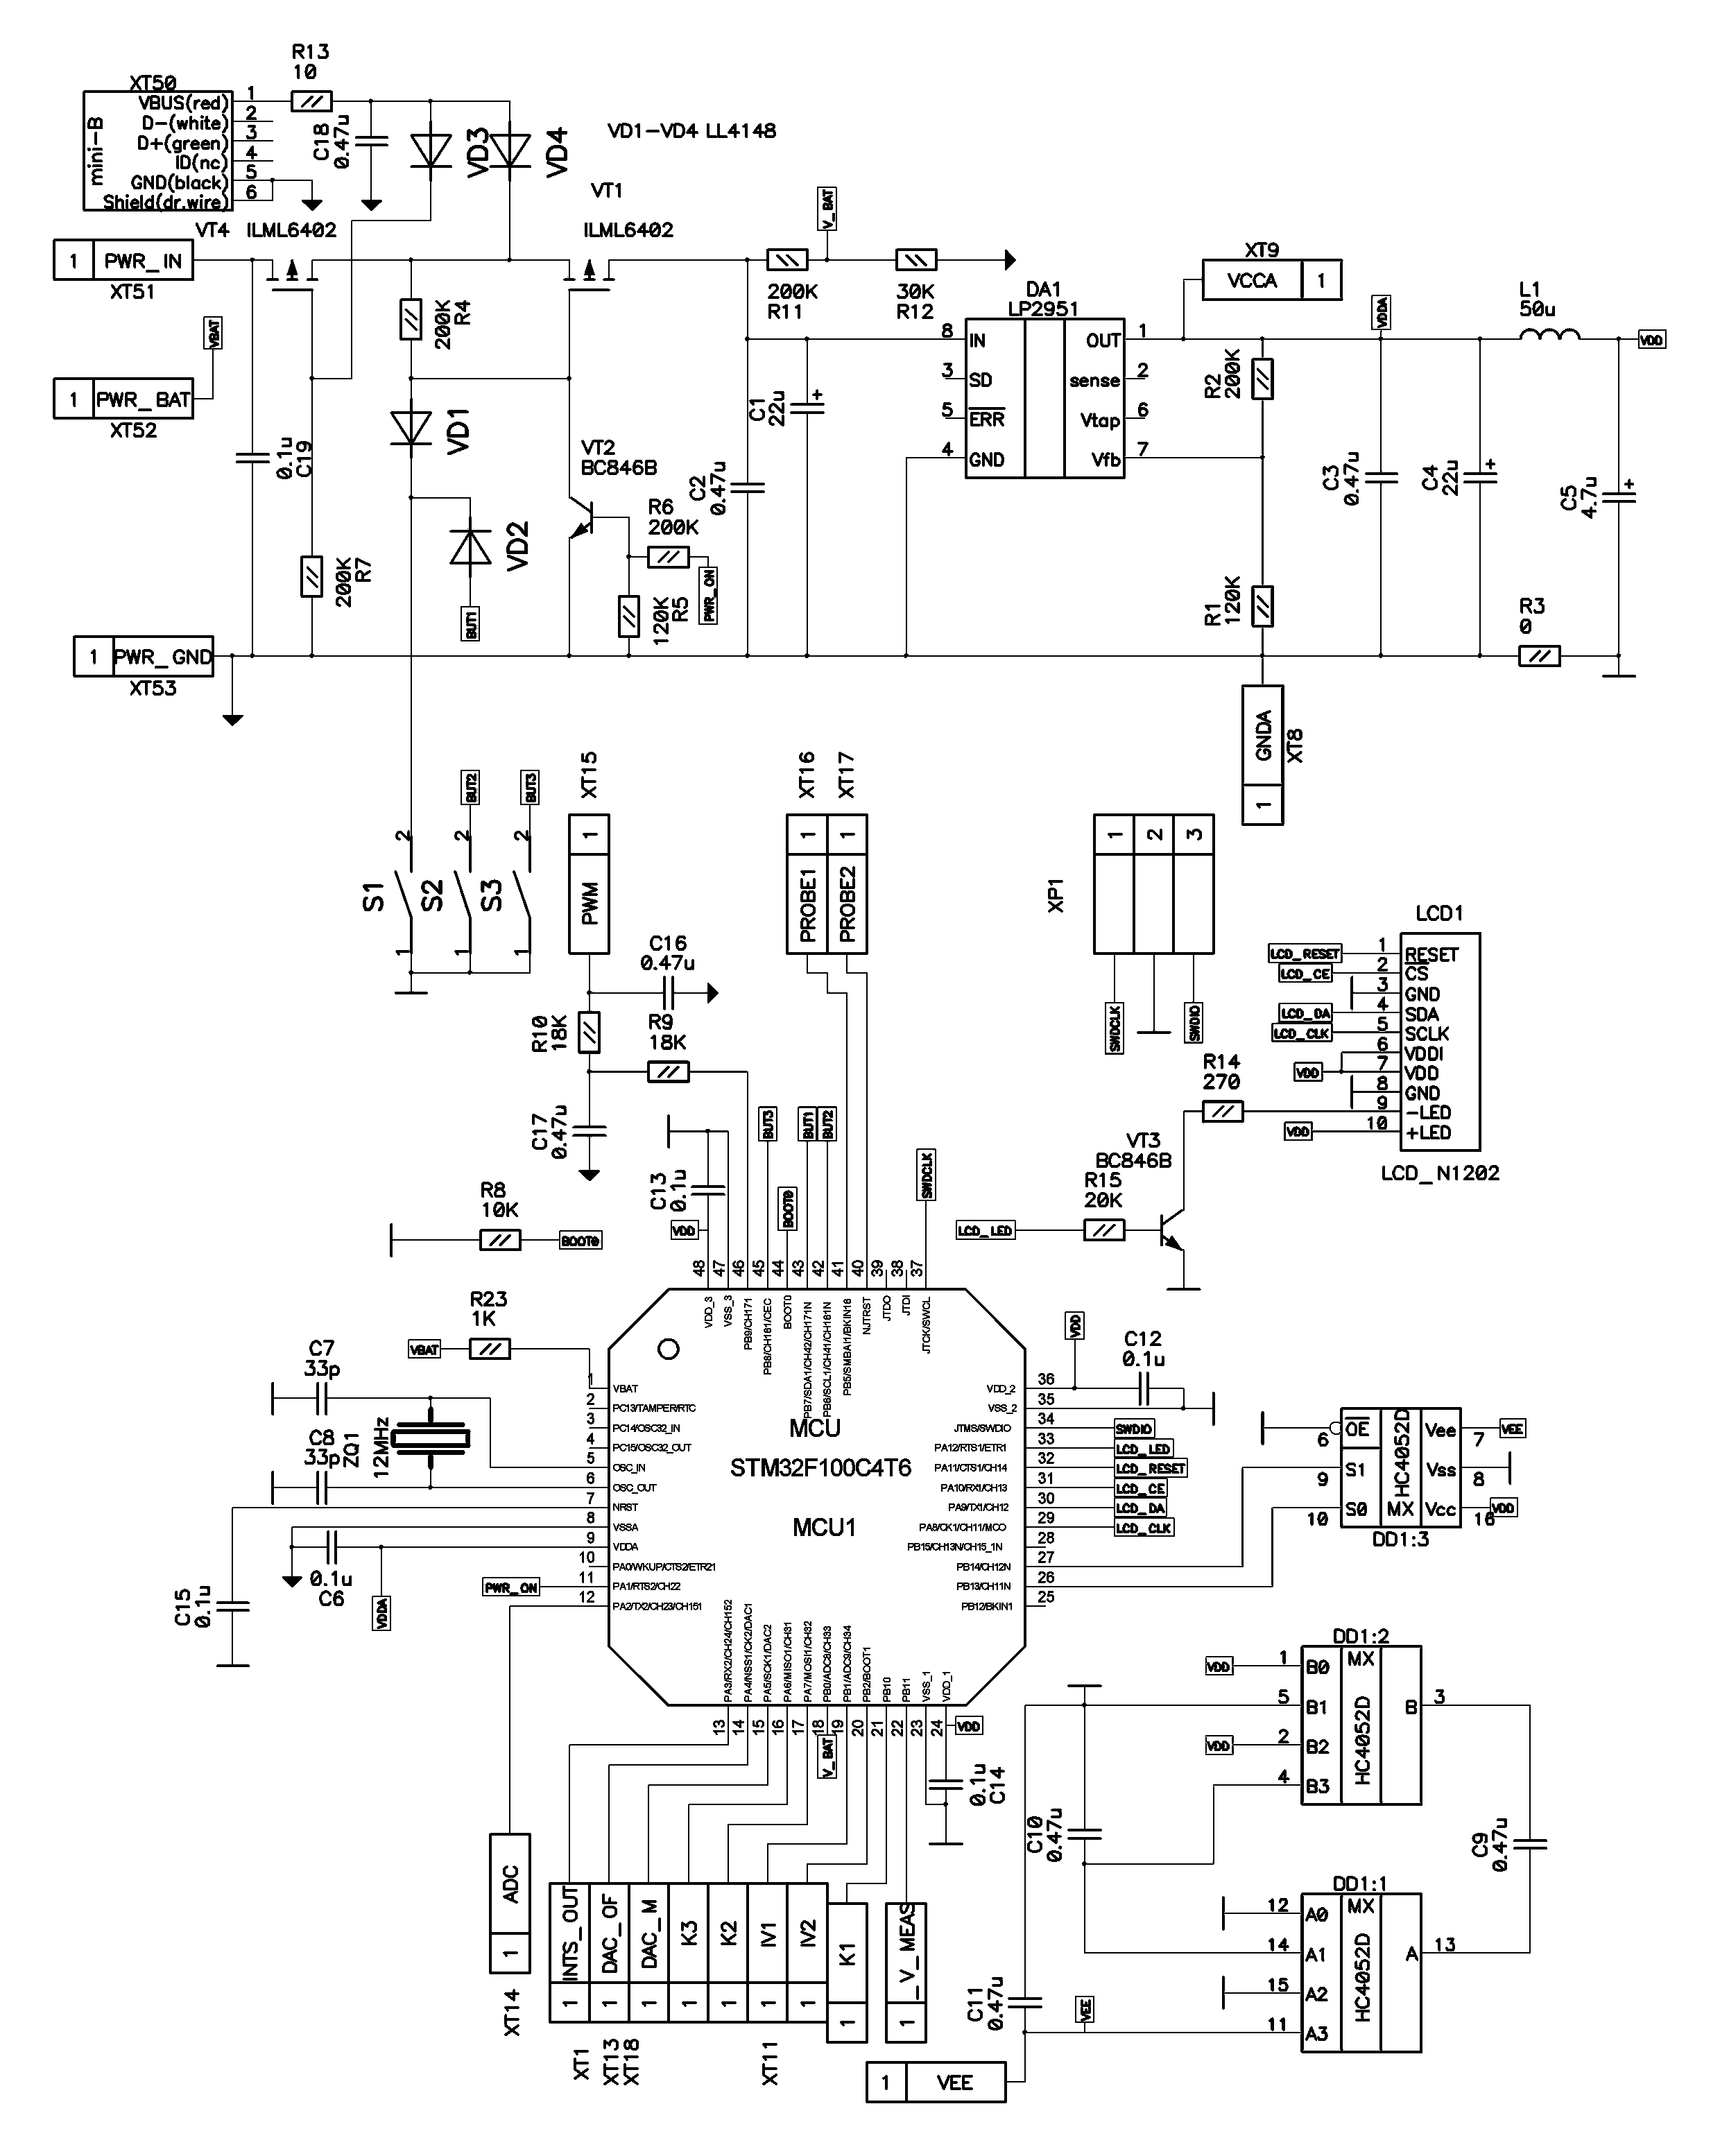 R13
10
XT50
mini-B
VBUS(red) 1
D-(white) 2
D+(green) 3
ID(nc) 4
GND(black) 5
Shield(dr.wire) 6
C18
0.47u
VD3
VD4
VD1-VD4 LL4148
VT4 ILML6402
VT1
ILML6402
V_BAT
1 PWR_IN
XT51
VBAT
1 PWR_BAT
XT52
0.1u
C19
200K
R4
200K
R11
30K
R12
DA1
LP2951
8 IN
3 SD
5 ERR
4 GND
OUT 1
sense 2
Vtap 6
Vfb 7
XT9
VCCA 1
VDDA
L1
50u
VDD
R2
200K
C1
22u
C2
0.47u
VD1
VD2
BUT1
VT2
BC846B
R6
200K
PWR_ON
120K
R5
200K
R7
C3
0.47u
C4
22u
C5
4.7u
R1
120K
R3
0
1 PWR_GND
XT53
GNDA
1
XT8
BUT2
BUT3
2
2
2
S1
S2
S3
1
1
1
XT15
1
PWM
XT16
XT17
1
1
PROBE1
PROBE2
XP1
1
2
3
SWDCLK
SWDIO
C16
0.47u
R10
18K
R9
18K
C17
0.47u
LCD1
LCD_RESET 1 RESET
LCD_CE 2 CS
3 GND
LCD_DA 4 SDA
LCD_CLK 5 SCLK
6 VDDI
VDD 7 VDD
8 GND
9 -LED
VDD 10 +LED
LCD_N1202
R14
270
VT3
BC846B
R15
20K
LCD_LED
C13
0.1u
VDD
BUT3
BOOT0
BUT1
BUT2
SWDCLK
R8
10K
BOOT0
R23
1K
VBAT
C7
33p
C8
33p
ZQ1
12MHz
48
47
46
45
44
43
42
41
40
39
38
37
VDD_3
VSS_3
PB9/CH171
PB8/CH161/CEC
BOOT0
PB7/SDA1/CH42/CH171N
PB6/SCL1/CH41/CH161N
PB5/SMBAI1/BKIN16
NJTRST
JTDO
JTDI
JTCK/SWCL
1 VBAT
2 PC13/TAMPER/RTC
3 PC14/OSC32_IN
4 PC15/OSC32_OUT
5 OSC_IN
6 OSC_OUT
7 NRST
8 VSSA
9 VDDA
10 PA0/WKUP/CTS2/ETR21
11 PA1/RTS2/CH22
12 PA2/TX2/CH23/CH151
MCU
STM32F100C4T6
MCU1
VDD_2 36
VSS_2 35
JTMS/SWDIO 34 SWDIO
PA12/RTS1/ETR1 33 LCD_LED
PA11/CTS1/CH14 32 LCD_RESET
PA10/RX1/CH13 31 LCD_CE
PA9/TX1/CH12 30 LCD_DA
PA8/CK1/CH11/MCO 29 LCD_CLK
PB15/CH13N/CH15_1N 28
PB14/CH12N 27
PB13/CH11N 26
PB12/BKIN1 25
VDD
C12
0.1u
0.1u
C6
VDDA
PWR_ON
C15
0.1u
PA3/RX2/CH24/CH152
PA4/NSS1/CK2/DAC1
PA5/SCK1/DAC2
PA6/MISO1/CH31
PA7/MOSI1/CH32
PB0/ADC8/CH33
PB1/ADC9/CH34
PB2/BOOT1
PB10
PB11
VSS_1
VDD_1
13
14
15
16
17
18
19
20
21
22
23
24
V_BAT
VDD
0.1u
C14
6 OE
9 S1
10 S0
HC4052D
MX
Vee 7 VEE
Vss 8
Vcc 16 VDD
DD1:3
DD1:2
VDD 1 B0
5 B1
VDD 2 B2
4 B3
MX
HC4052D
B 3
C10
0.47u
C9
0.47u
C11
0.47u
VEE
DD1:1
12 A0
14 A1
15 A2
11 A3
MX
HC4052D
A 13
1 VEE
ADC
1
XT14
INTS_OUT
DAC_OF
DAC_M
K3
K2
IV1
IV2
K1
_V_MEAS
1
1
1
1
1
1
1
1
1
XT1
XT13
XT18
XT11